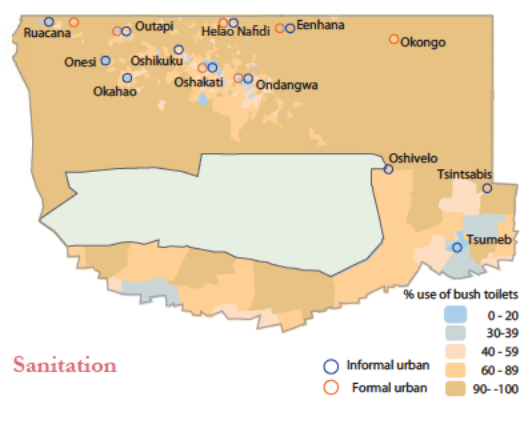 Ruacana
Outapi
Helao Nafidi
Eenhana
Okongo
Onesi
Oshikuku
Okahao
Oshakati
Ondangwa
Oshivelo
Tsintsabis
Tsumeb
% use of bush toilets
0 - 20
30-39
40 - 59
60 - 89
90- -100
Sanitation
Informal urban
Formal urban